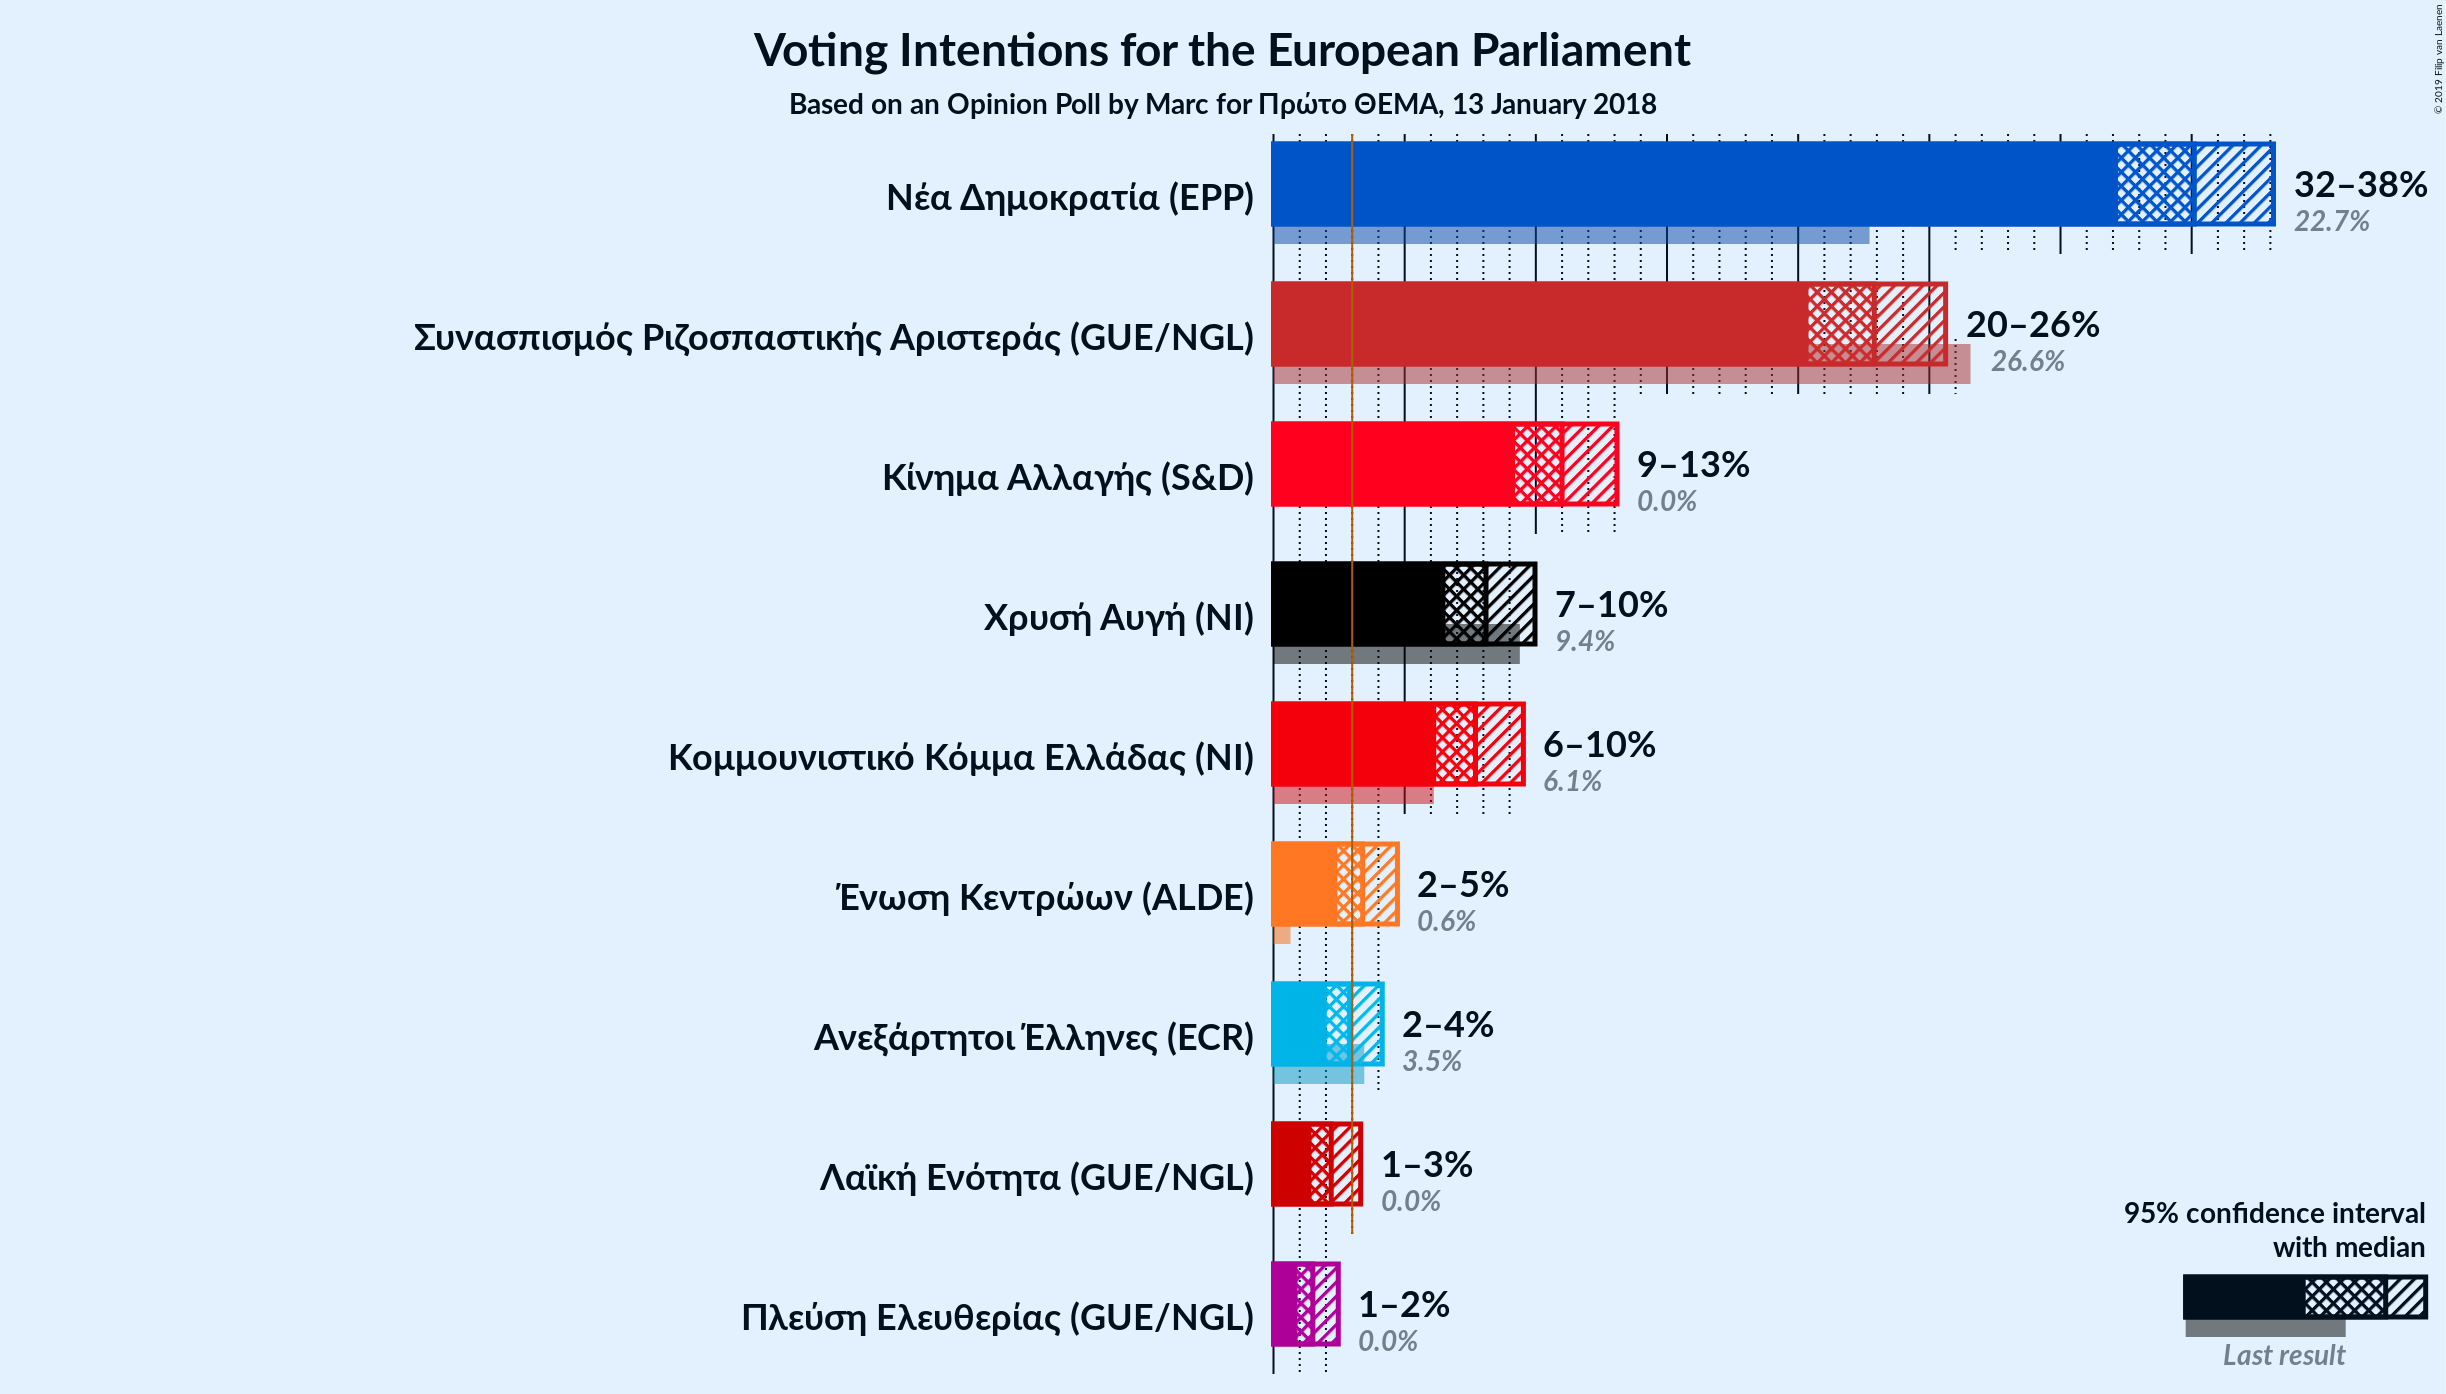 Voting Intentions for the European Parliament
Based on an Opinion Poll by Marc for Πρώτο ΘΕΜΑ, 13 January 2018
© 2019 Filip van Laenen
Νέα Δημοκρατία (EPP)
32–38%
22.7%
Συνασπισμός Ριζοσπαστικής Αριστεράς (GUE/NGL)
20–26%
26.6%
Κίνημα Αλλαγής (S&D)
9–13%
0.0%
Χρυσή Αυγή (NI)
7–10%
9.4%
Κομμουνιστικό Κόμμα Ελλάδας (NI)
6–10%
6.1%
Ένωση Κεντρώων (ALDE)
2–5%
0.6%
Ανεξάρτητοι Έλληνες (ECR)
2–4%
3.5%
Λαϊκή Ενότητα (GUE/NGL)
1–3%
0.0%
Πλεύση Ελευθερίας (GUE/NGL)
1–2%
0.0%
95% confidence interval
with median
Last result